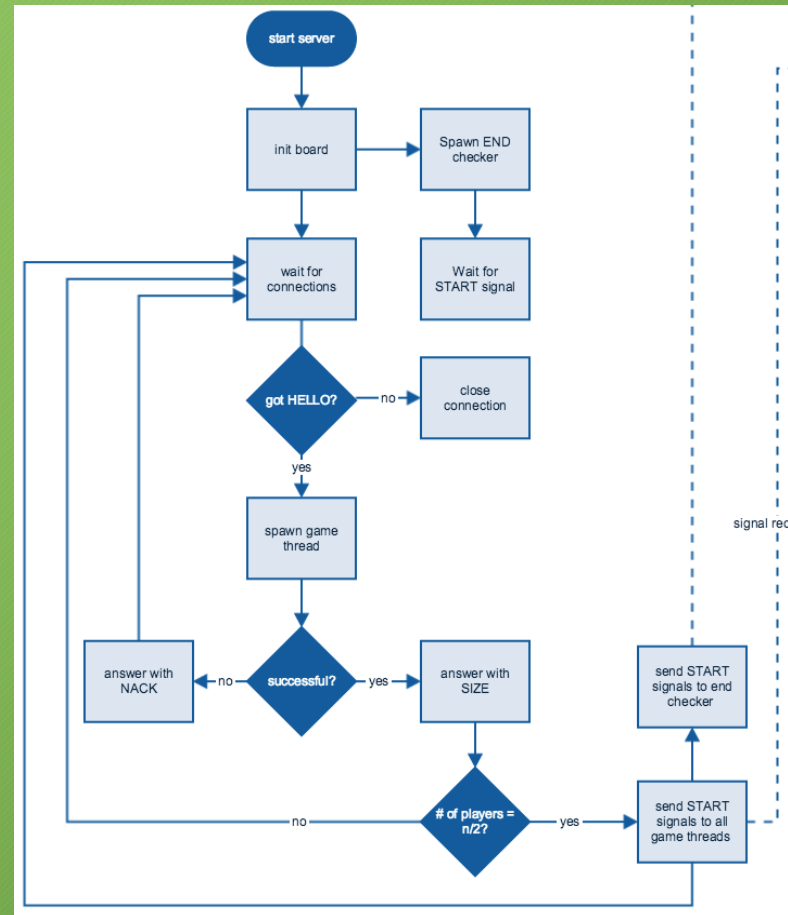 start server
init board
Spawn END
checker
wait for
connections
Wait for
START signal
got HELLO?
no
close
connection
yes
spawn game
thread
signal rec
answer with
NACK
no
successful?
yes
answer with
SIZE
send START
signals to end
checker
no
# of players =
n/2?
yes
send START
signals to all
game threads